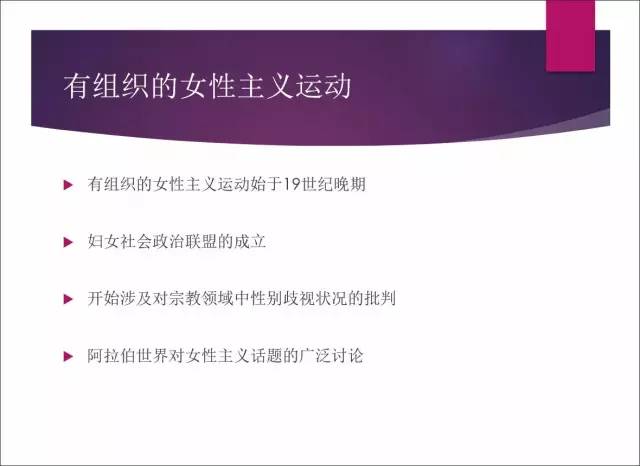 有组织的女性主义运动
有组织的女性主义运动始于19世纪晚期
妇女社会政治联盟的成立
开始涉及对宗教领域中性别歧视状况的批判
阿拉伯世界对女性主义话题的广泛讨论